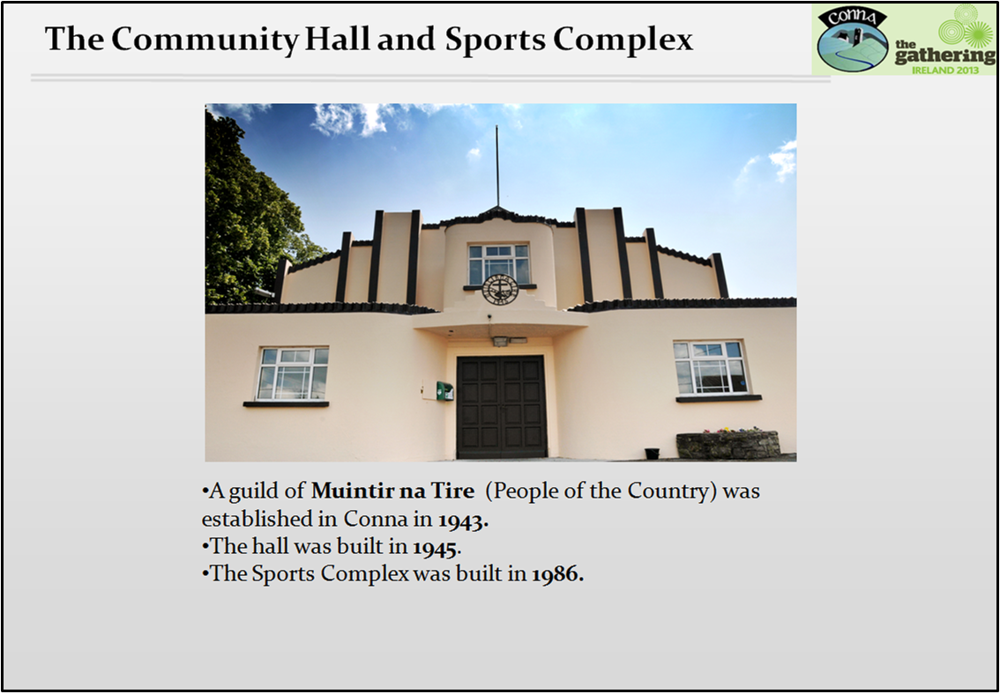 The Community Hall and Sports Complex
conna
the
gathering
IRELAND 2013
•A guild of Muintir na Tire (People of the Country) was
established in Conna in 1943.
•The hall was built in 1945.
•The Sports Complex was built in 1986.